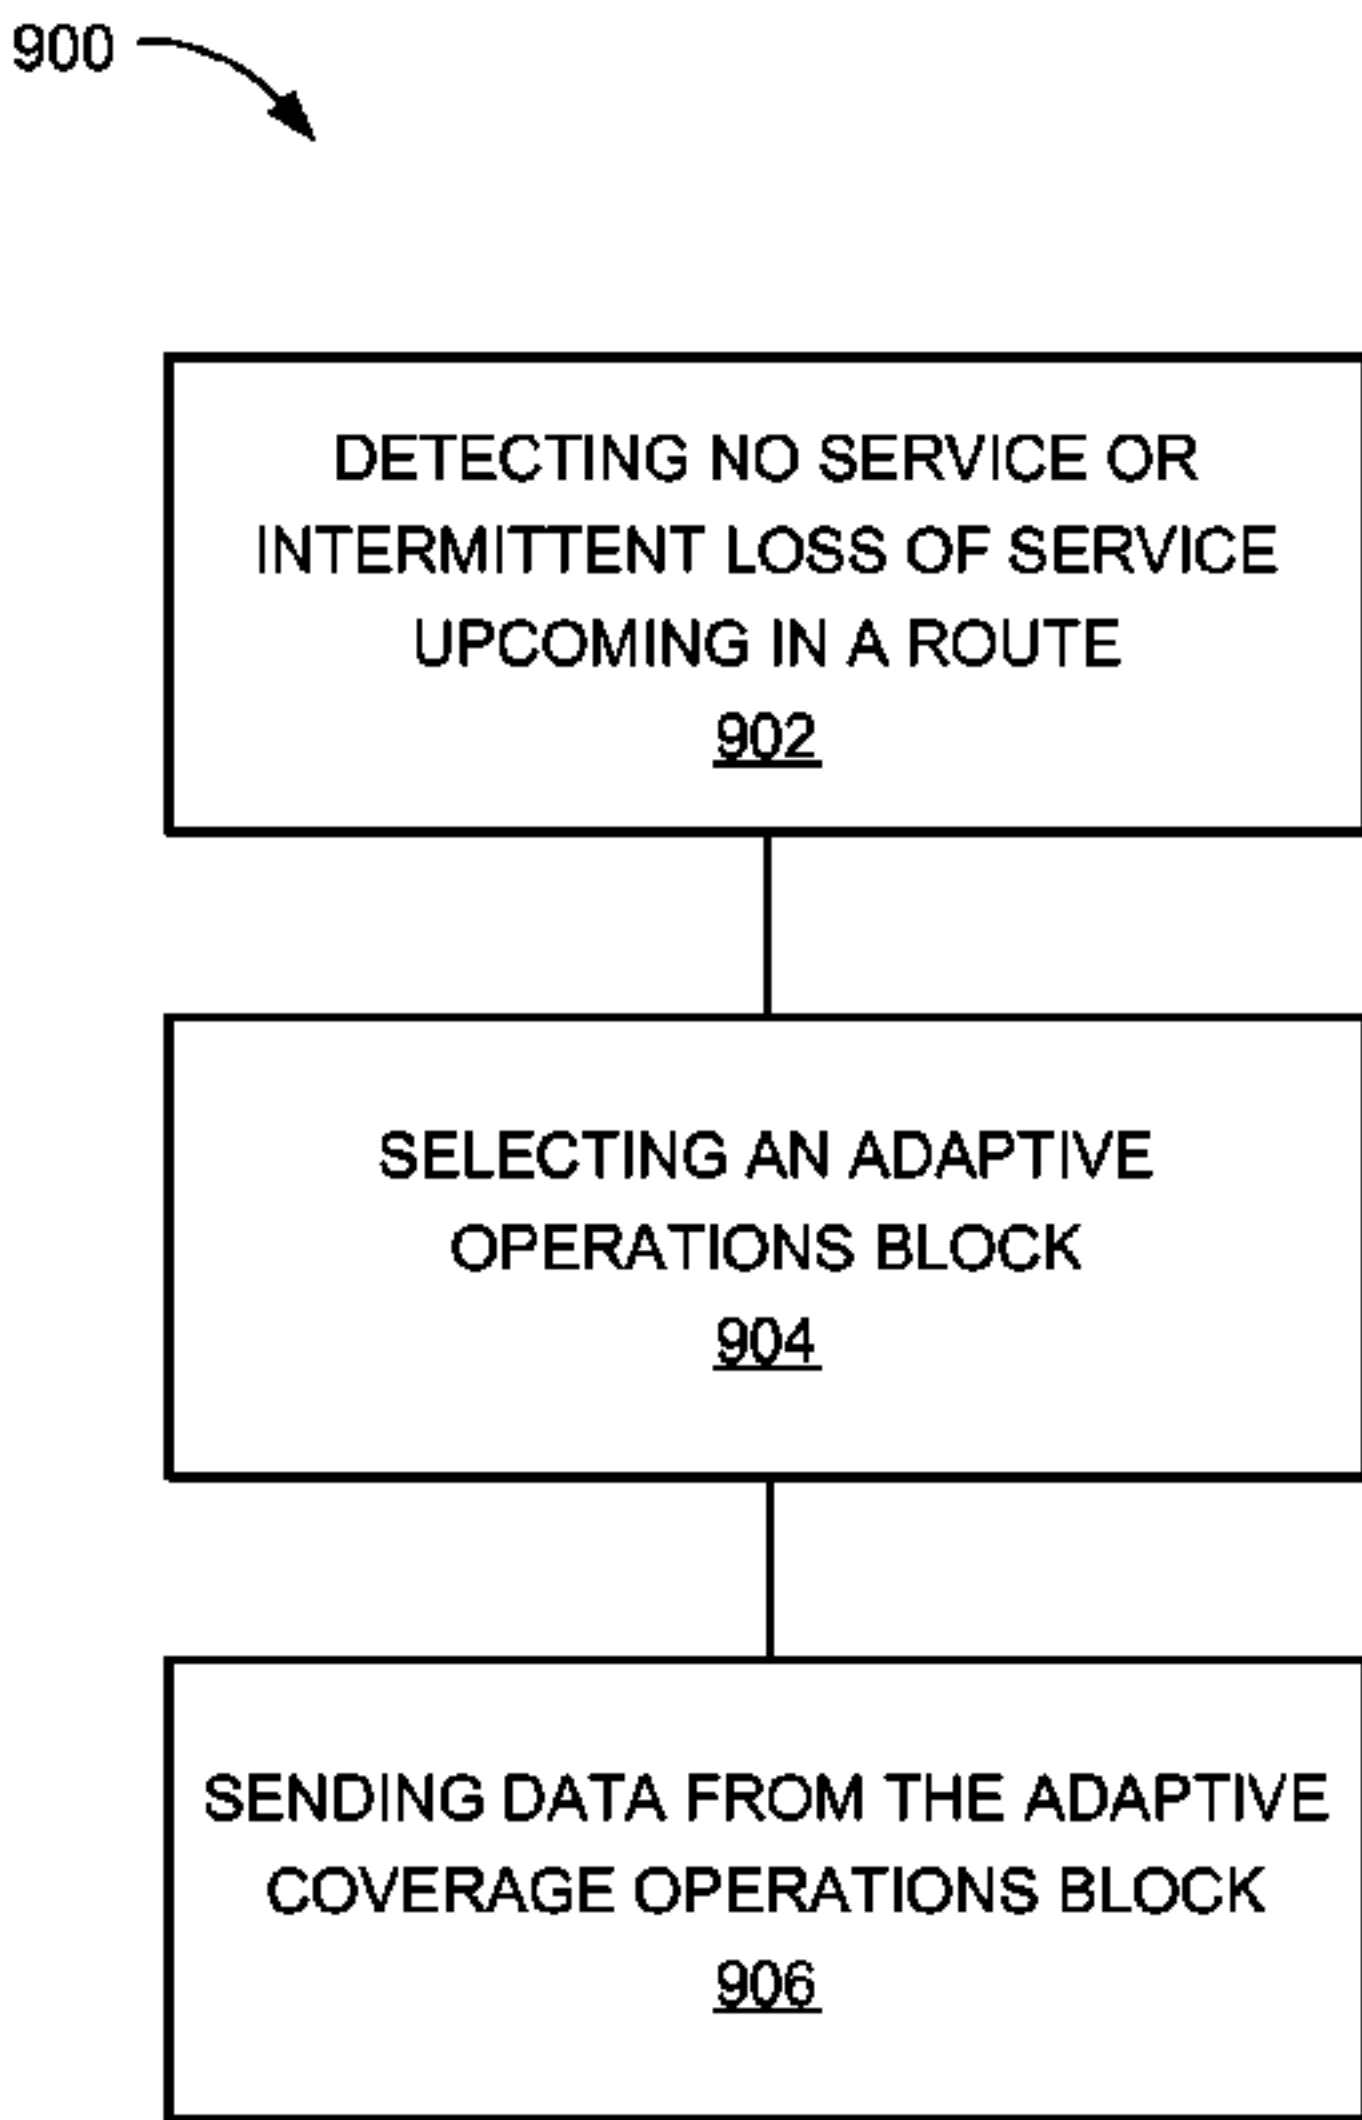 900
DETECTING NO SERVICE OR
INTERMITTENT LOSS OF SERVICE
UPCOMING IN A ROUTE
902
SELECTING AN ADAPTIVE
OPERATIONS BLOCK
904
SENDING DATA FROM THE ADAPTIVE
COVERAGE OPERATIONS BLOCK
906